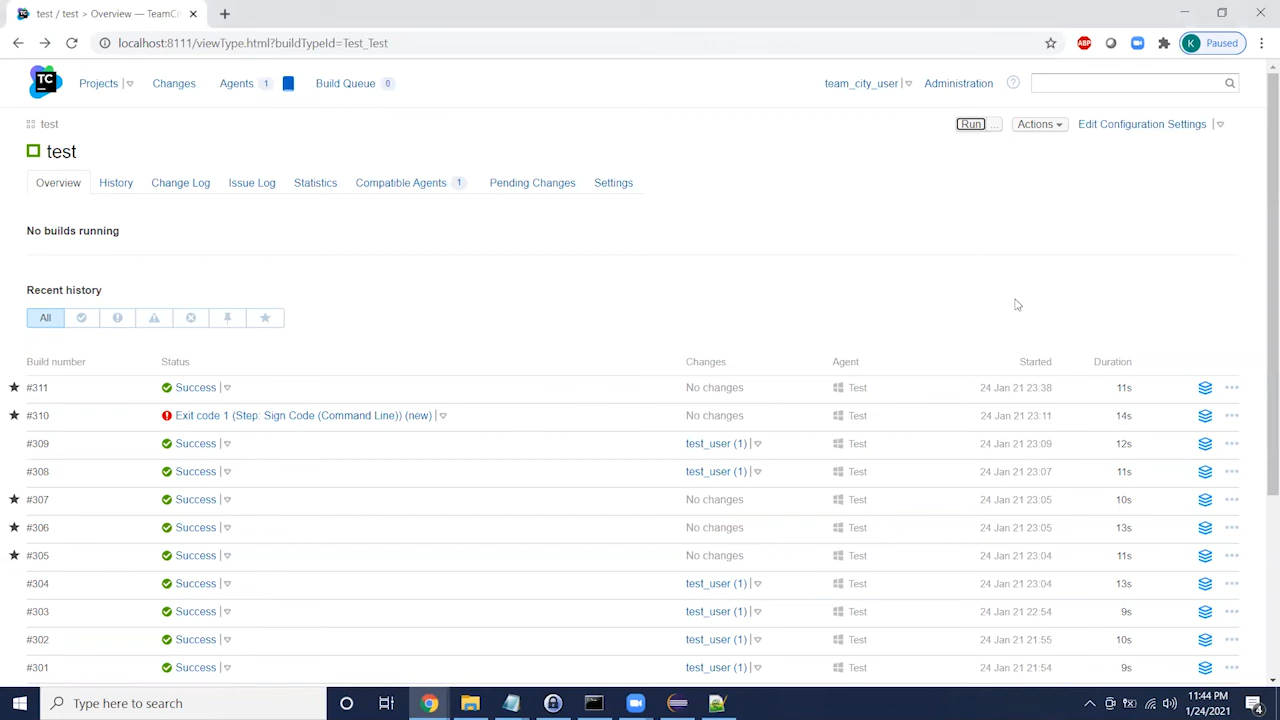 test / test > Overview — TeamC
localhost:8111/viewType.html?buildTypeId=Test_Test
ABP
K Paused
TC
Projects Changes Agents 1 Build Queue 0 team_city_user Administration ?
test Run ... Actions Edit Configuration Settings
test
Overview History Change Log Issue Log Statistics Compatible Agents 1 Pending Changes Settings
No builds running
Recent history
All
Build number Status Changes Agent Started Duration
#311 Success No changes Test 24 Jan 21 23:38 11s
#310 Exit code 1 (Step: Sign Code (Command Line)) (new) No changes Test 24 Jan 21 23:11 14s
#309 Success test_user (1) Test 24 Jan 21 23:09 12s
#308 Success test_user (1) Test 24 Jan 21 23:07 11s
#307 Success No changes Test 24 Jan 21 23:05 10s
#306 Success No changes Test 24 Jan 21 23:05 13s
#305 Success No changes Test 24 Jan 21 23:04 11s
#304 Success test_user (1) Test 24 Jan 21 23:04 13s
#303 Success test_user (1) Test 24 Jan 21 22:54 9s
#302 Success test_user (1) Test 24 Jan 21 21:55 10s
#301 Success test_user (1) Test 24 Jan 21 21:54 9s
Type here to search
11:44 PM
1/24/2021
4